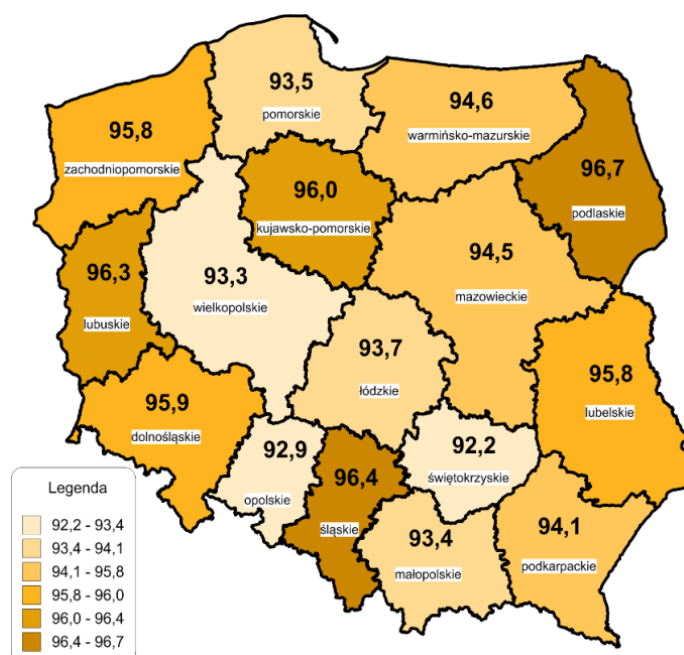 93,5
pomorskie
94,6
warmińsko-mazurskie
95,8
zachodniopomorskie
96,7
podlaskie
96,0
kujawsko-pomorskie
94,5
mazowieckie
96,3
lubuskie
93,3
wielkopolskie
93,7
łódzkie
95,8
lubelskie
95,9
dolnośląskie
92,9
opolskie
96,4
śląskie
92,2
świętokrzyskie
93,4
małopolskie
94,1
podkarpackie
Legenda
92,2 - 93,4
93,4 - 94,1
94,1 - 95,8
95,8 - 96,0
96,0 - 96,4
96,4 - 96,7